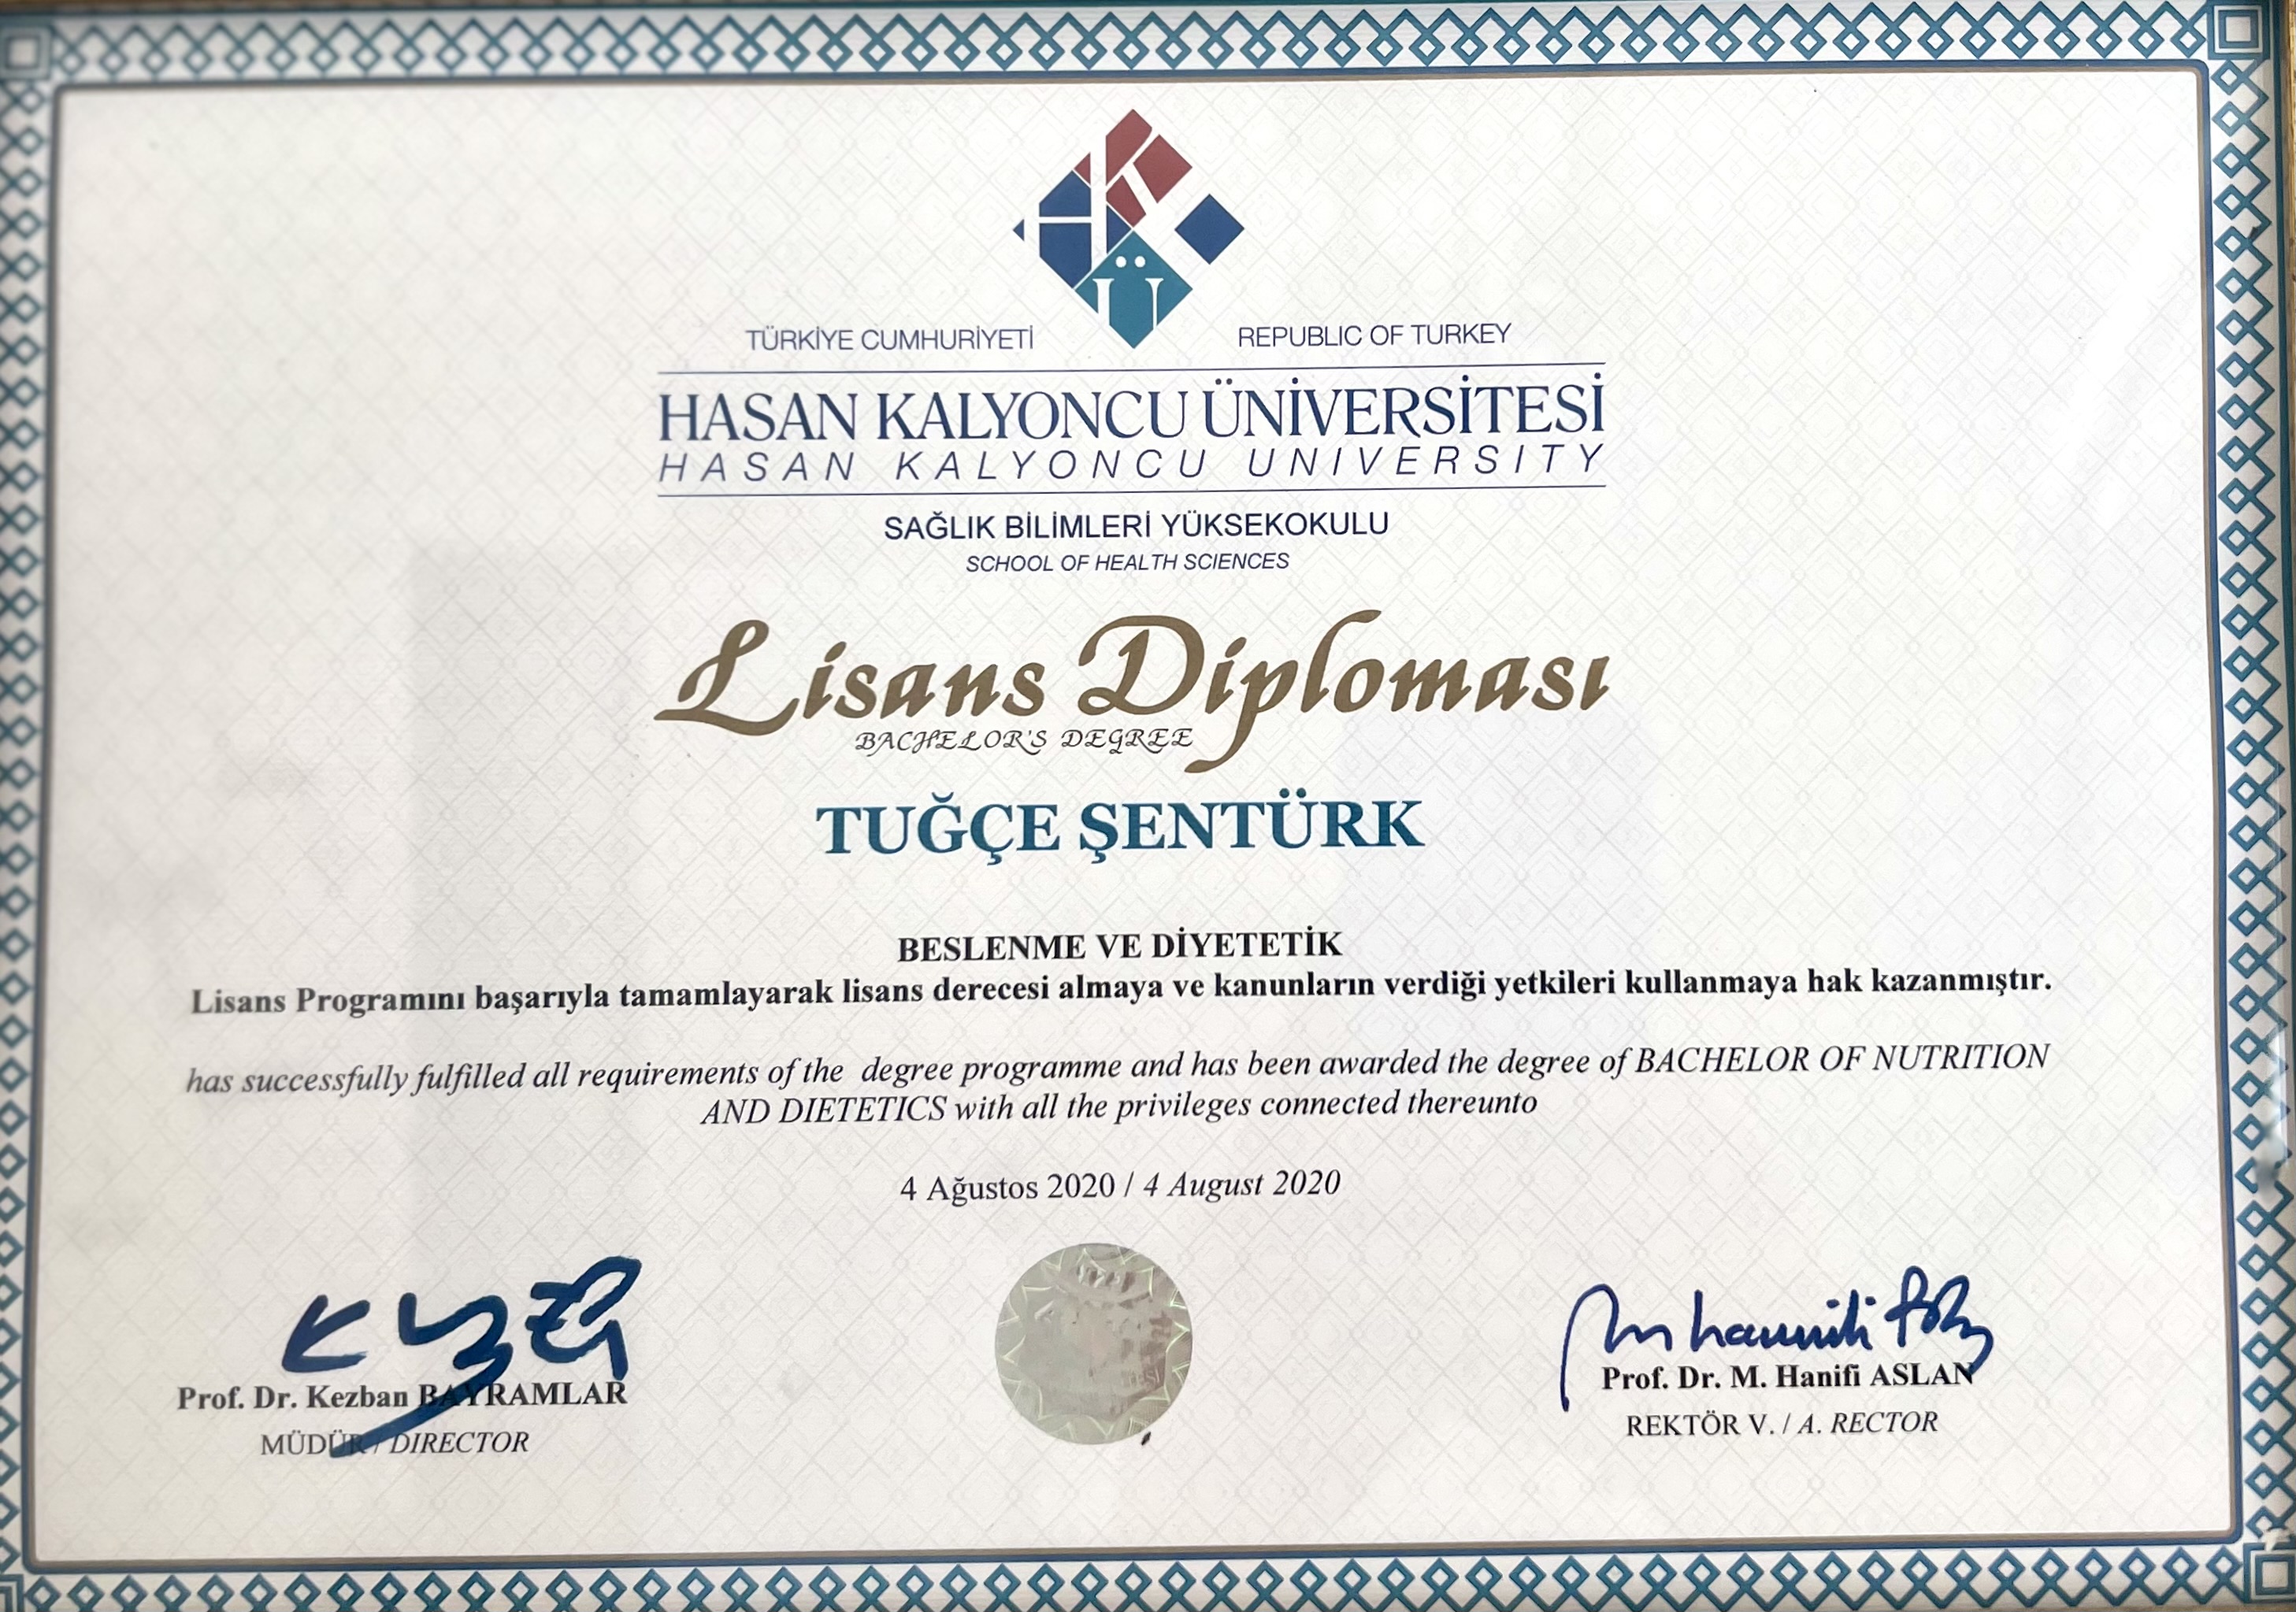 HKÜ
TÜRKİYE CUMHURİYETİ REPUBLIC OF TURKEY
HASAN KALYONCU ÜNİVERSİTESİ
HASAN KALYONCU UNIVERSITY
SAĞLIK BİLİMLERİ YÜKSEKOKULU
SCHOOL OF HEALTH SCIENCES
Lisans Diploması
BACHELOR'S DEGREE
TUĞÇE ŞENTÜRK
BESLENME VE DİYETETİK
Lisans Programını başarıyla tamamlayarak lisans derecesi almaya ve kanunların verdiği yetkileri kullanmaya hak kazanmıştır.
has successfully fulfilled all requirements of the degree programme and has been awarded the degree of BACHELOR OF NUTRITION
AND DIETETICS with all the privileges connected thereunto
4 Ağustos 2020 / 4 August 2020
Prof. Dr. Kezban BAYRAMLAR
MÜDÜR / DIRECTOR
Prof. Dr. M. Hanifi ASLAN
REKTÖR V. / A. RECTOR